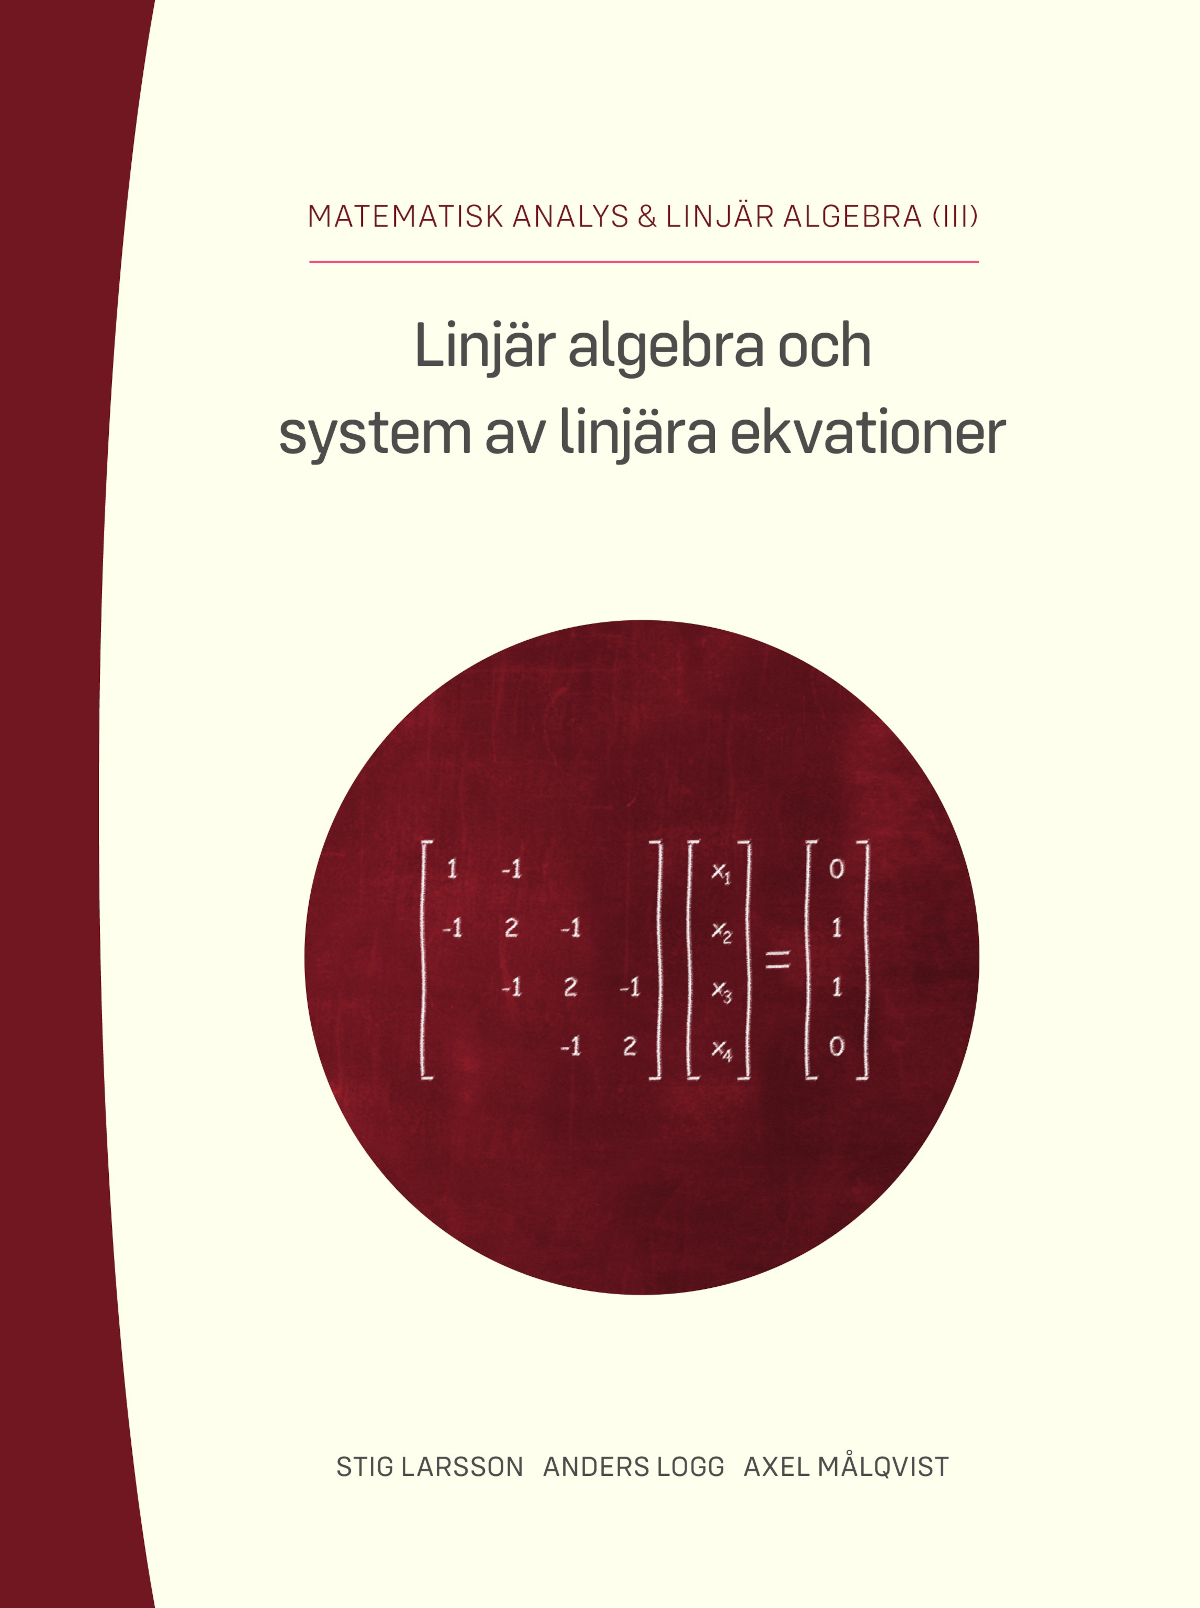 MATEMATISK ANALYS & LINJÄR ALGEBRA (III)
Linjär algebra och
system av linjära ekvationer
1 -1 x1 0
-1 2 -1 x2 1
=
-1 2 -1 x3 1
-1 2 x4 0
STIG LARSSON ANDERS LOGG AXEL MÅLQVIST